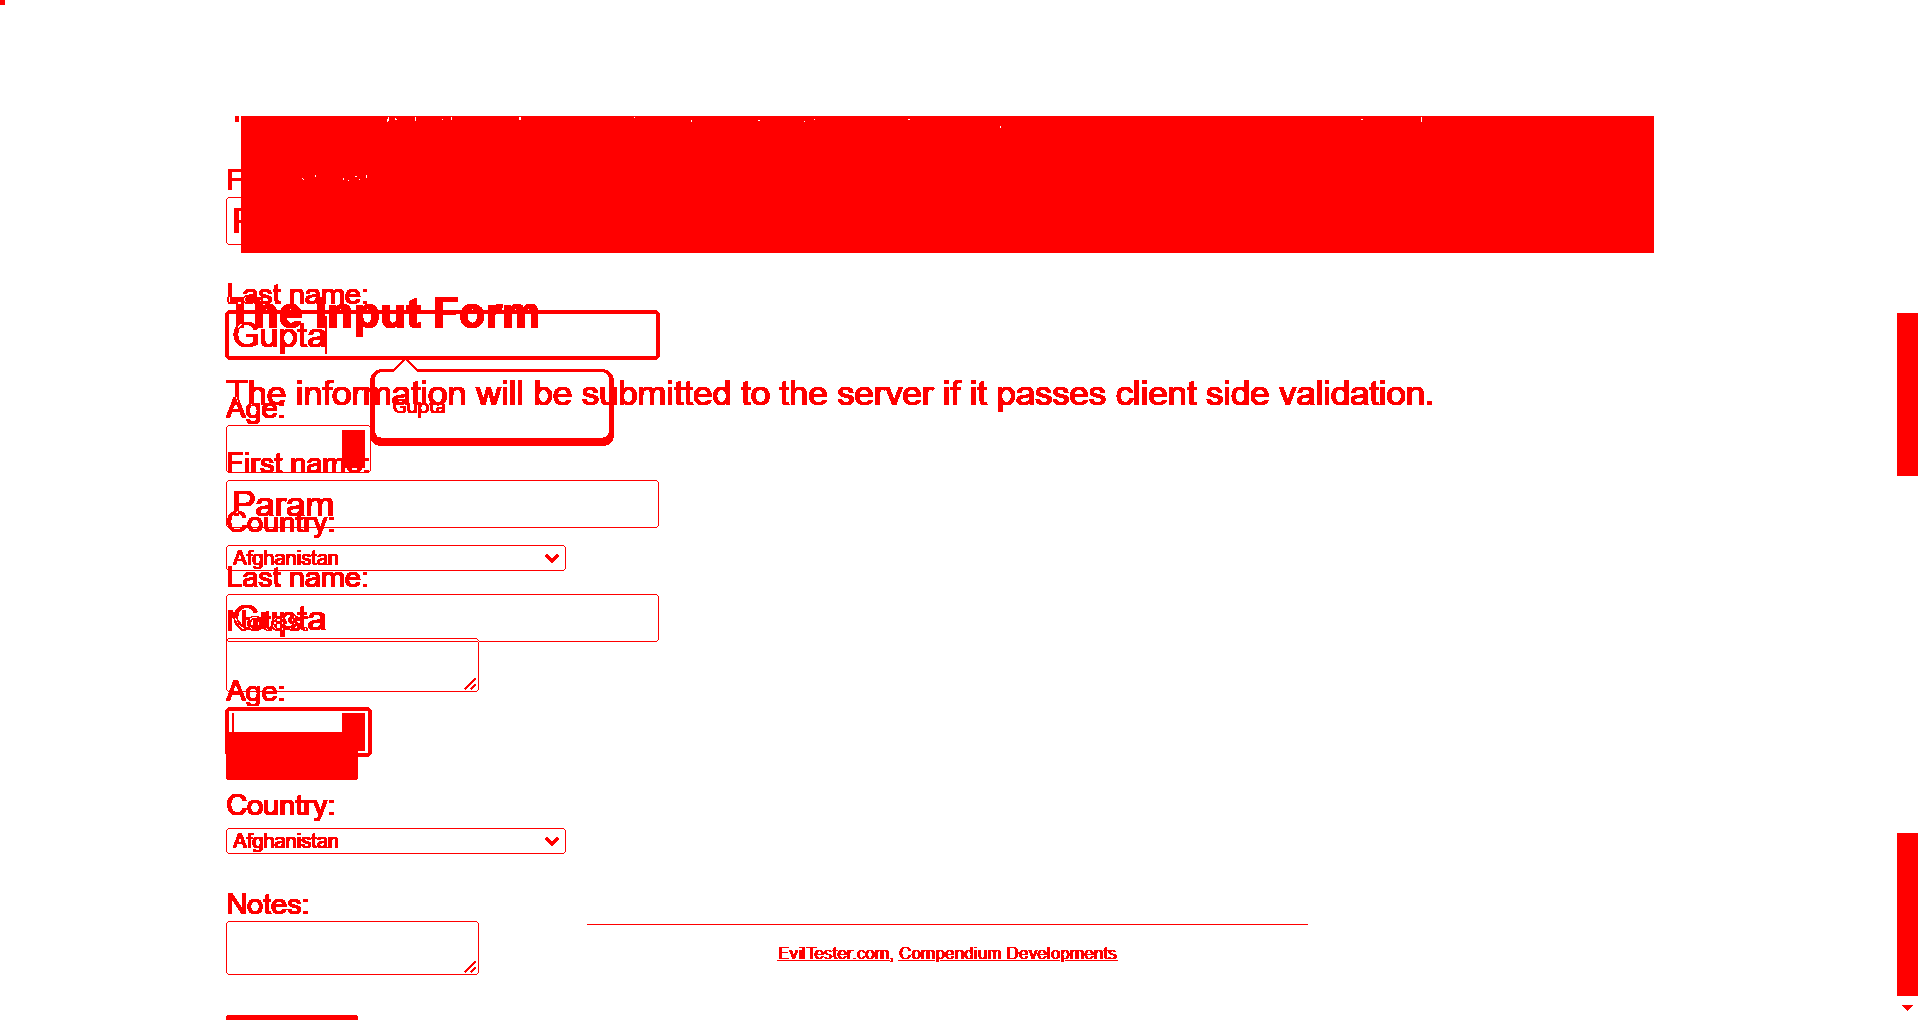 Last name:
The Input Form
Gupta
The information will be submitted to the server if it passes client side validation.
Gupta
Age:
First name:
Param
Country:
Afghanistan
Last name:
Gupta
Notes:
Age:
Country:
Afghanistan
Notes:
EvilTester.com, Compendium Developments